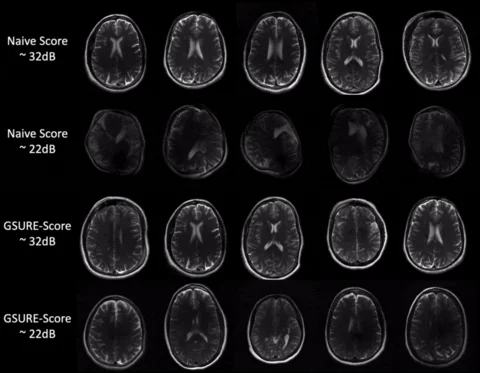 Naive Score
~ 32dB
Naive Score
~ 22dB
GSURE-Score
~ 32dB
GSURE-Score
~ 22dB